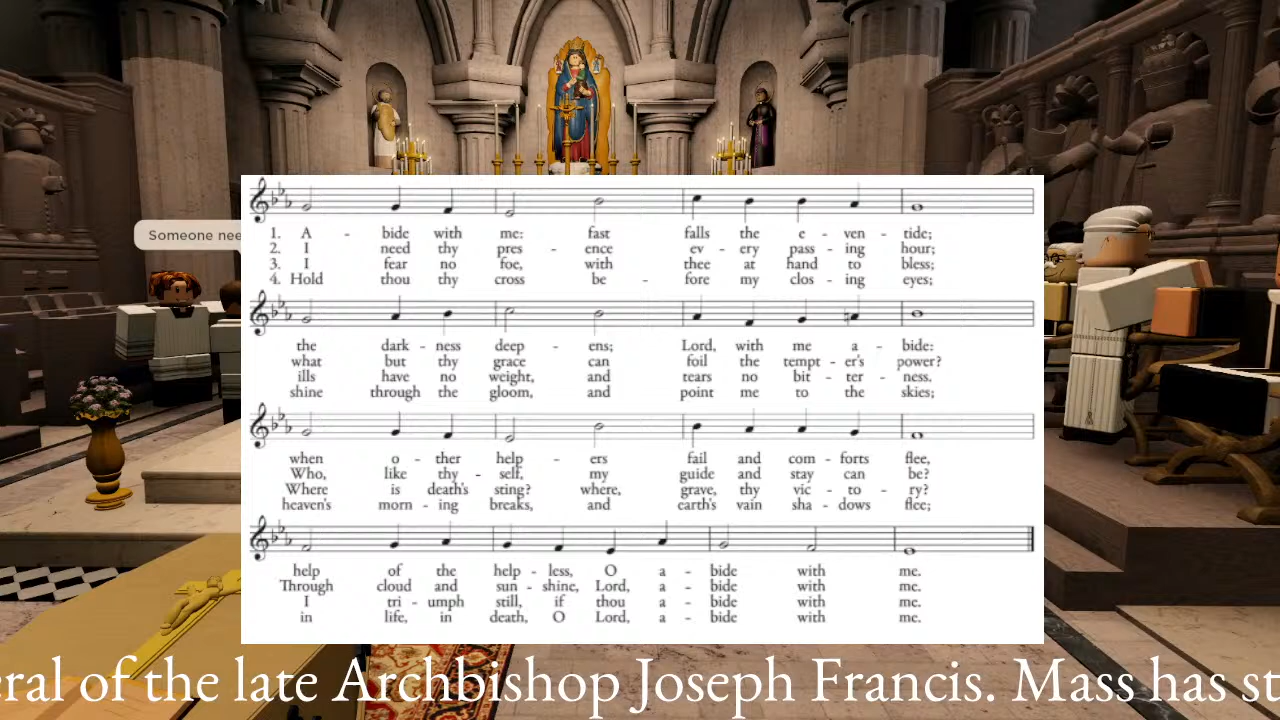 Someone nee
1. A - bide with me: fast falls the e - ven - tide;
2. I need thy pres - ence ev - ery pass - ing hour;
3. I fear no foe, with thee at hand to bless;
4. Hold thou thy cross be - fore my clos - ing eyes;
the dark - ness deep - ens; Lord, with me a - bide:
what but thy grace can foil the tempt - er's power?
ills have no weight, and tears no bit - ter - ness.
shine through the gloom, and point me to the skies;
when o - ther help - ers fail and com - forts flee,
Who, like thy - self, my guide and stay can be?
Where is death's sting? where, grave, thy vic - to - ry?
heaven's morn - ing breaks, and earth's vain sha - dows flee;
help of the help - less, O a - bide with me.
Through cloud and sun - shine, Lord, a - bide with me.
I tri - umph still, if thou a - bide with me.
in life, in death, O Lord, a - bide with me.
eral of the late Archbishop Joseph Francis. Mass has st